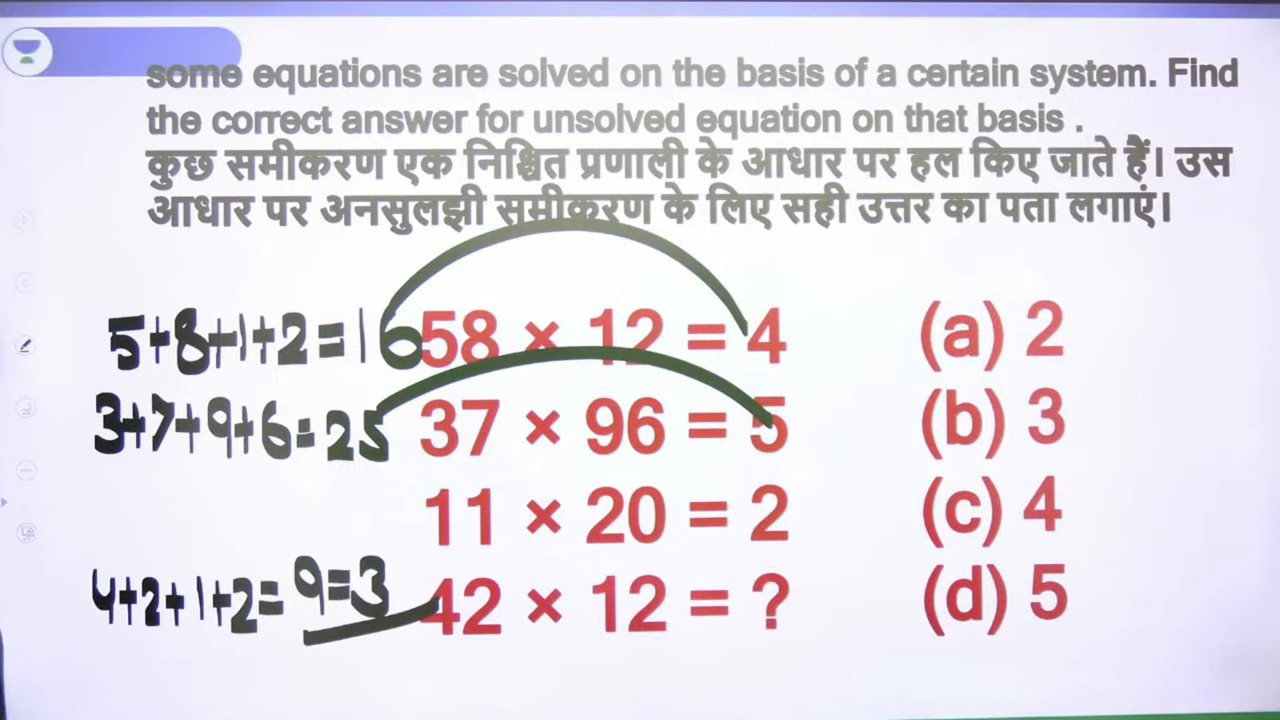 some equations are solved on the basis of a certain system. Find
the correct answer for unsolved equation on that basis .
कुछ समीकरण एक निश्चित प्रणाली के आधार पर हल किए जाते हैं। उस
आधार पर अनसुलझी समीकरण के लिए सही उत्तर का पता लगाएं।
5+8+1+2=16 58 × 12 = 4 (a) 2
3+7+9+6=25 37 × 96 = 5 (b) 3
11 × 20 = 2 (c) 4
4+2+1+2= 9=3 42 × 12 = ? (d) 5